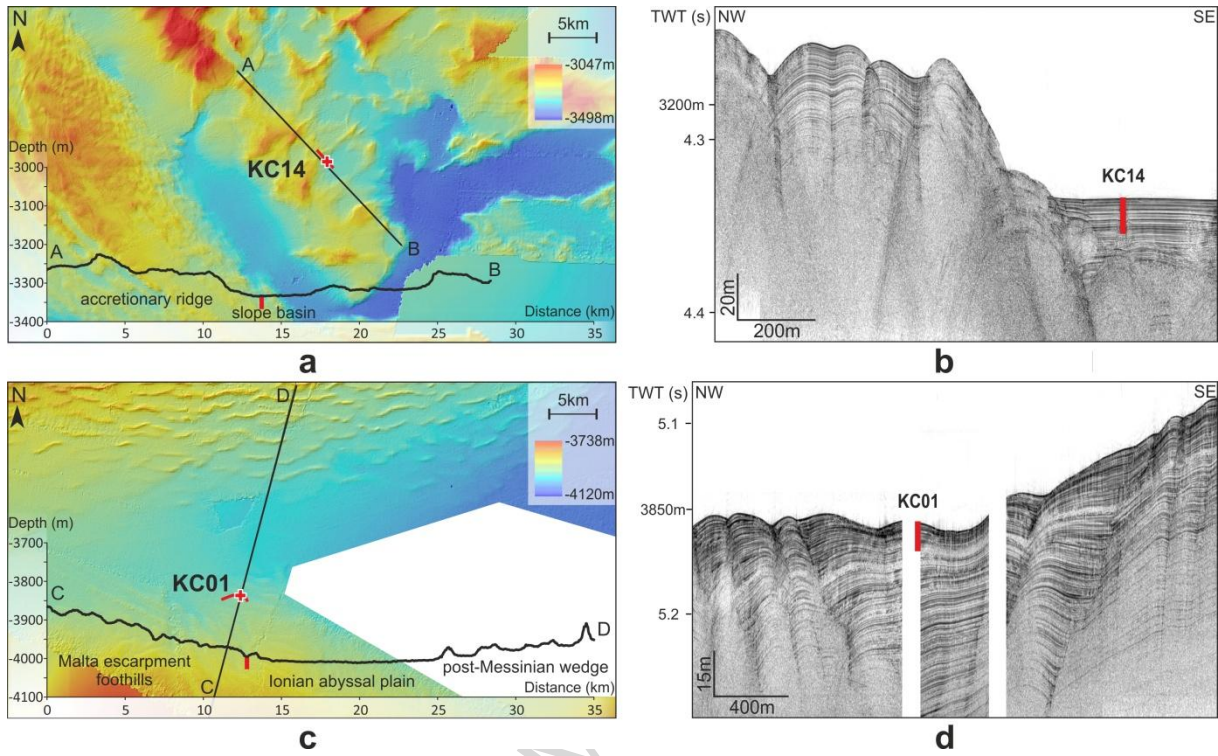 N
5km
-3047m
-3498m
A
KC14
B
Depth (m)
-3000
-3100
-3200
-3300
-3400
A
B
accretionary ridge
slope basin
Distance (km)
0
5
10
15
20
25
30
35
a
TWT (s)
NW
SE
3200m
4.3
4.4
KC14
20m
200m
b
N
5km
-3738m
-4120m
D
KC01
C
Depth (m)
-3700
-3800
-3900
-4000
-4100
C
D
Malta escarpment
foothills
Ionian abyssal plain
post-Messinian wedge
Distance (km)
0
5
10
15
20
25
30
35
c
TWT (s)
NW
SE
5.1
3850m
5.2
KC01
15m
400m
d